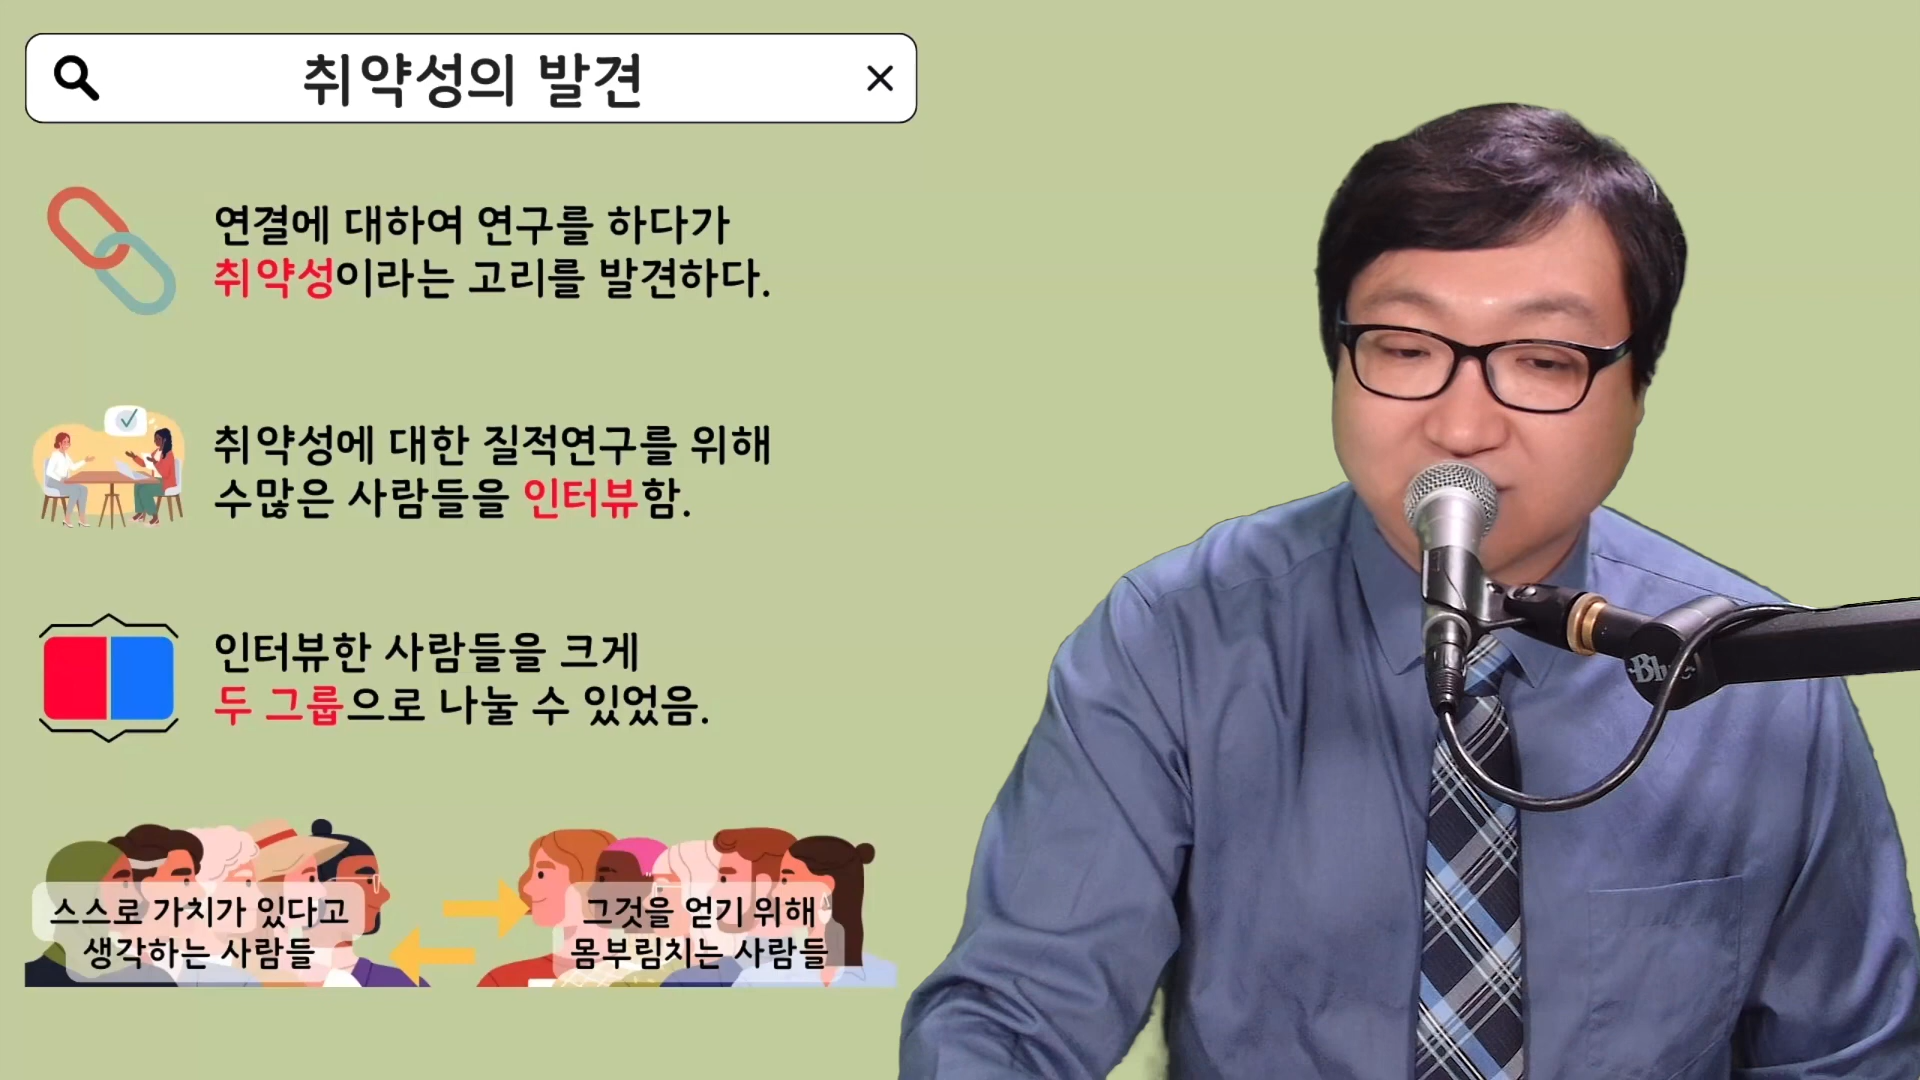 취약성의 발견
연결에 대하여 연구를 하다가
취약성이라는 고리를 발견하다.
취약성에 대한 질적연구를 위해
수많은 사람들을 인터뷰함.
인터뷰한 사람들을 크게
두 그룹으로 나눌 수 있었음.
스스로 가치가 있다고
생각하는 사람들
그것을 얻기 위해
몸부림치는 사람들